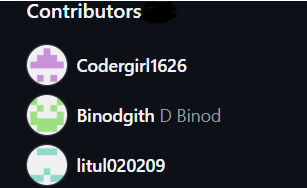 Contributors
Codergirl1626
Binodgith D Binod
litul020209